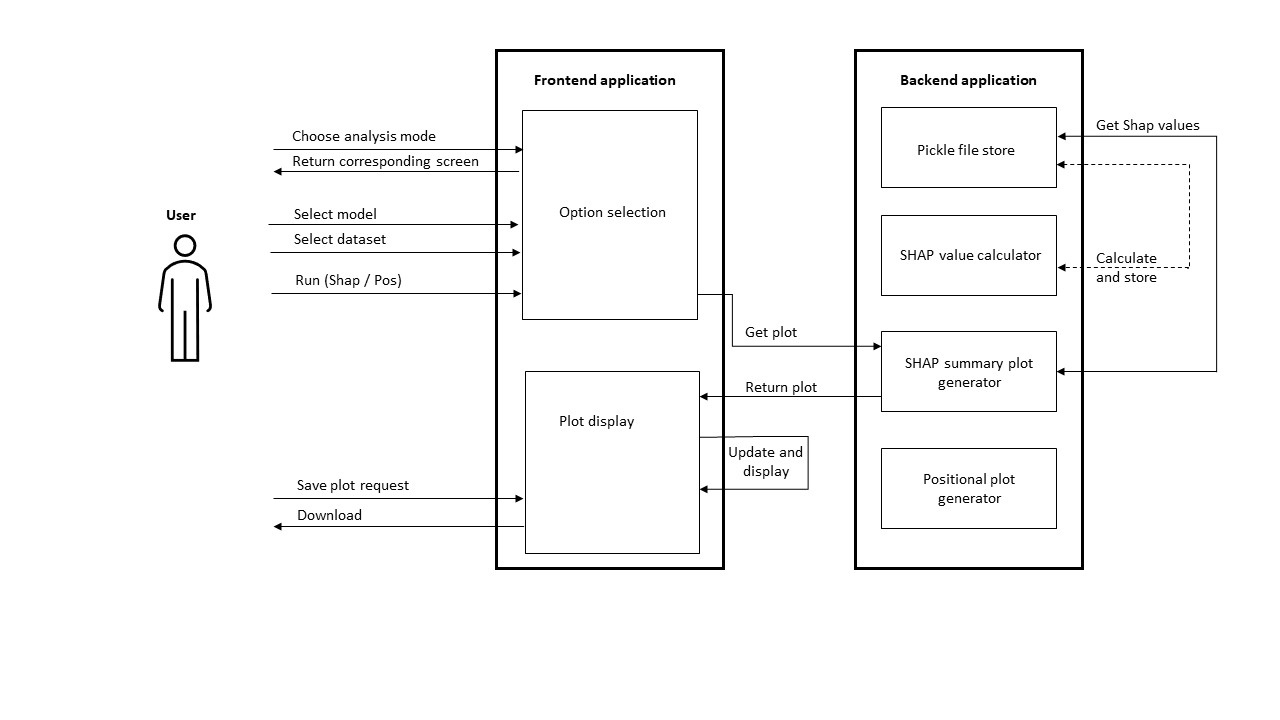 Frontend application
Backend application
Choose analysis mode
Return corresponding screen
User
Select model
Select dataset
Run (Shap / Pos)
Option selection
Pickle file store
Get Shap values
SHAP value calculator
Calculate
and store
Get plot
SHAP summary plot
generator
Return plot
Plot display
Update and
display
Save plot request
Download
Positional plot
generator